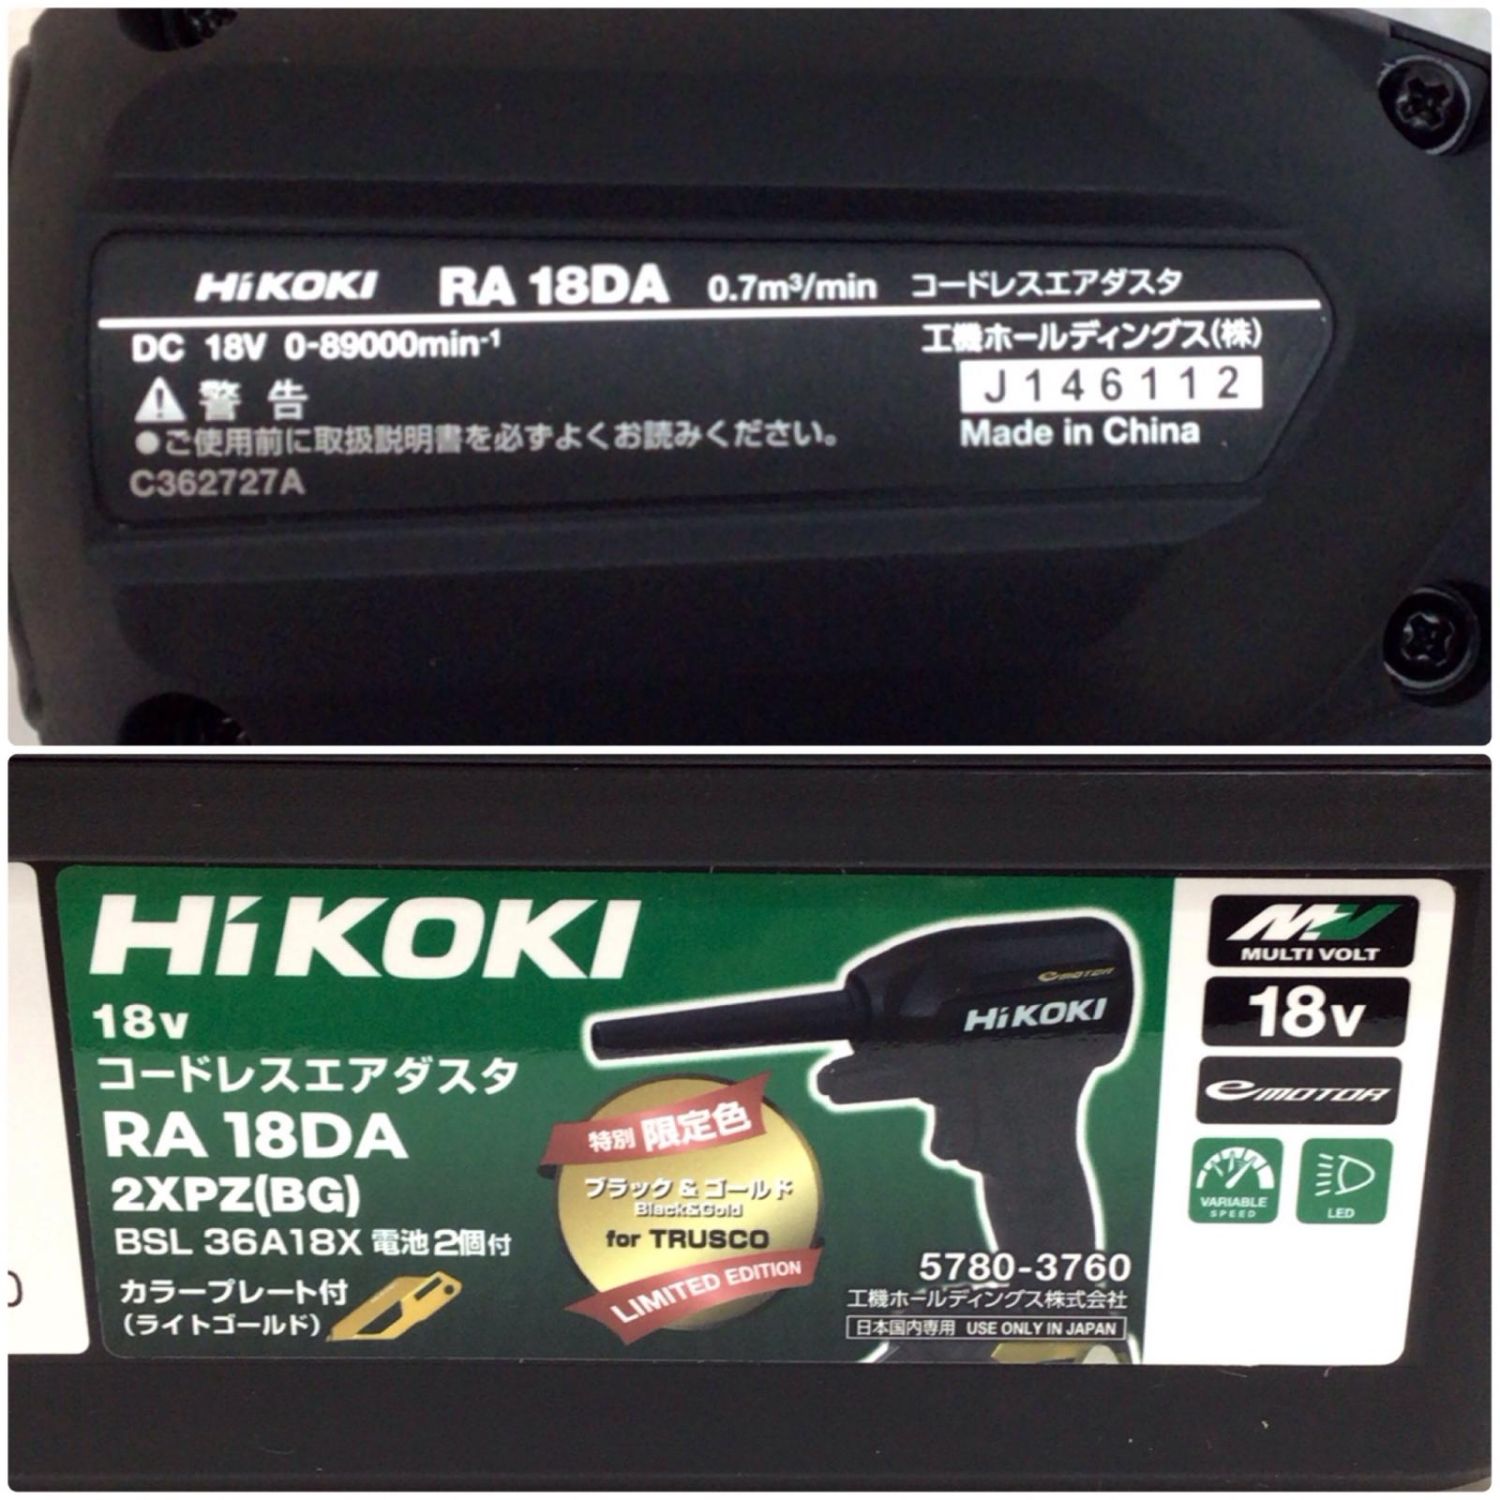 HiKOKI RA 18DA 0.7m³/min コードレスエアダスタ
DC 18V 0-89000min⁻¹ 工機ホールディングス(株)
⚠警告 J146112
●ご使用前に取扱説明書を必ずよくお読みください。 Made in China
C362727A
HiKOKI
18v
コードレスエアダスタ
RA 18DA
2XPZ(BG)
BSL 36A18X 電池2個付
カラープレート付
(ライトゴールド)
特別 限定色
ブラック&ゴールド
Black&Gold
for TRUSCO
LIMITED EDITION
e MOTOR
HiKOKI
5780-3760
工機ホールディングス株式会社
日本国内専用 USE ONLY IN JAPAN
MV
MULTI VOLT
18v
e MOTOR
VARIABLE
SPEED
LED